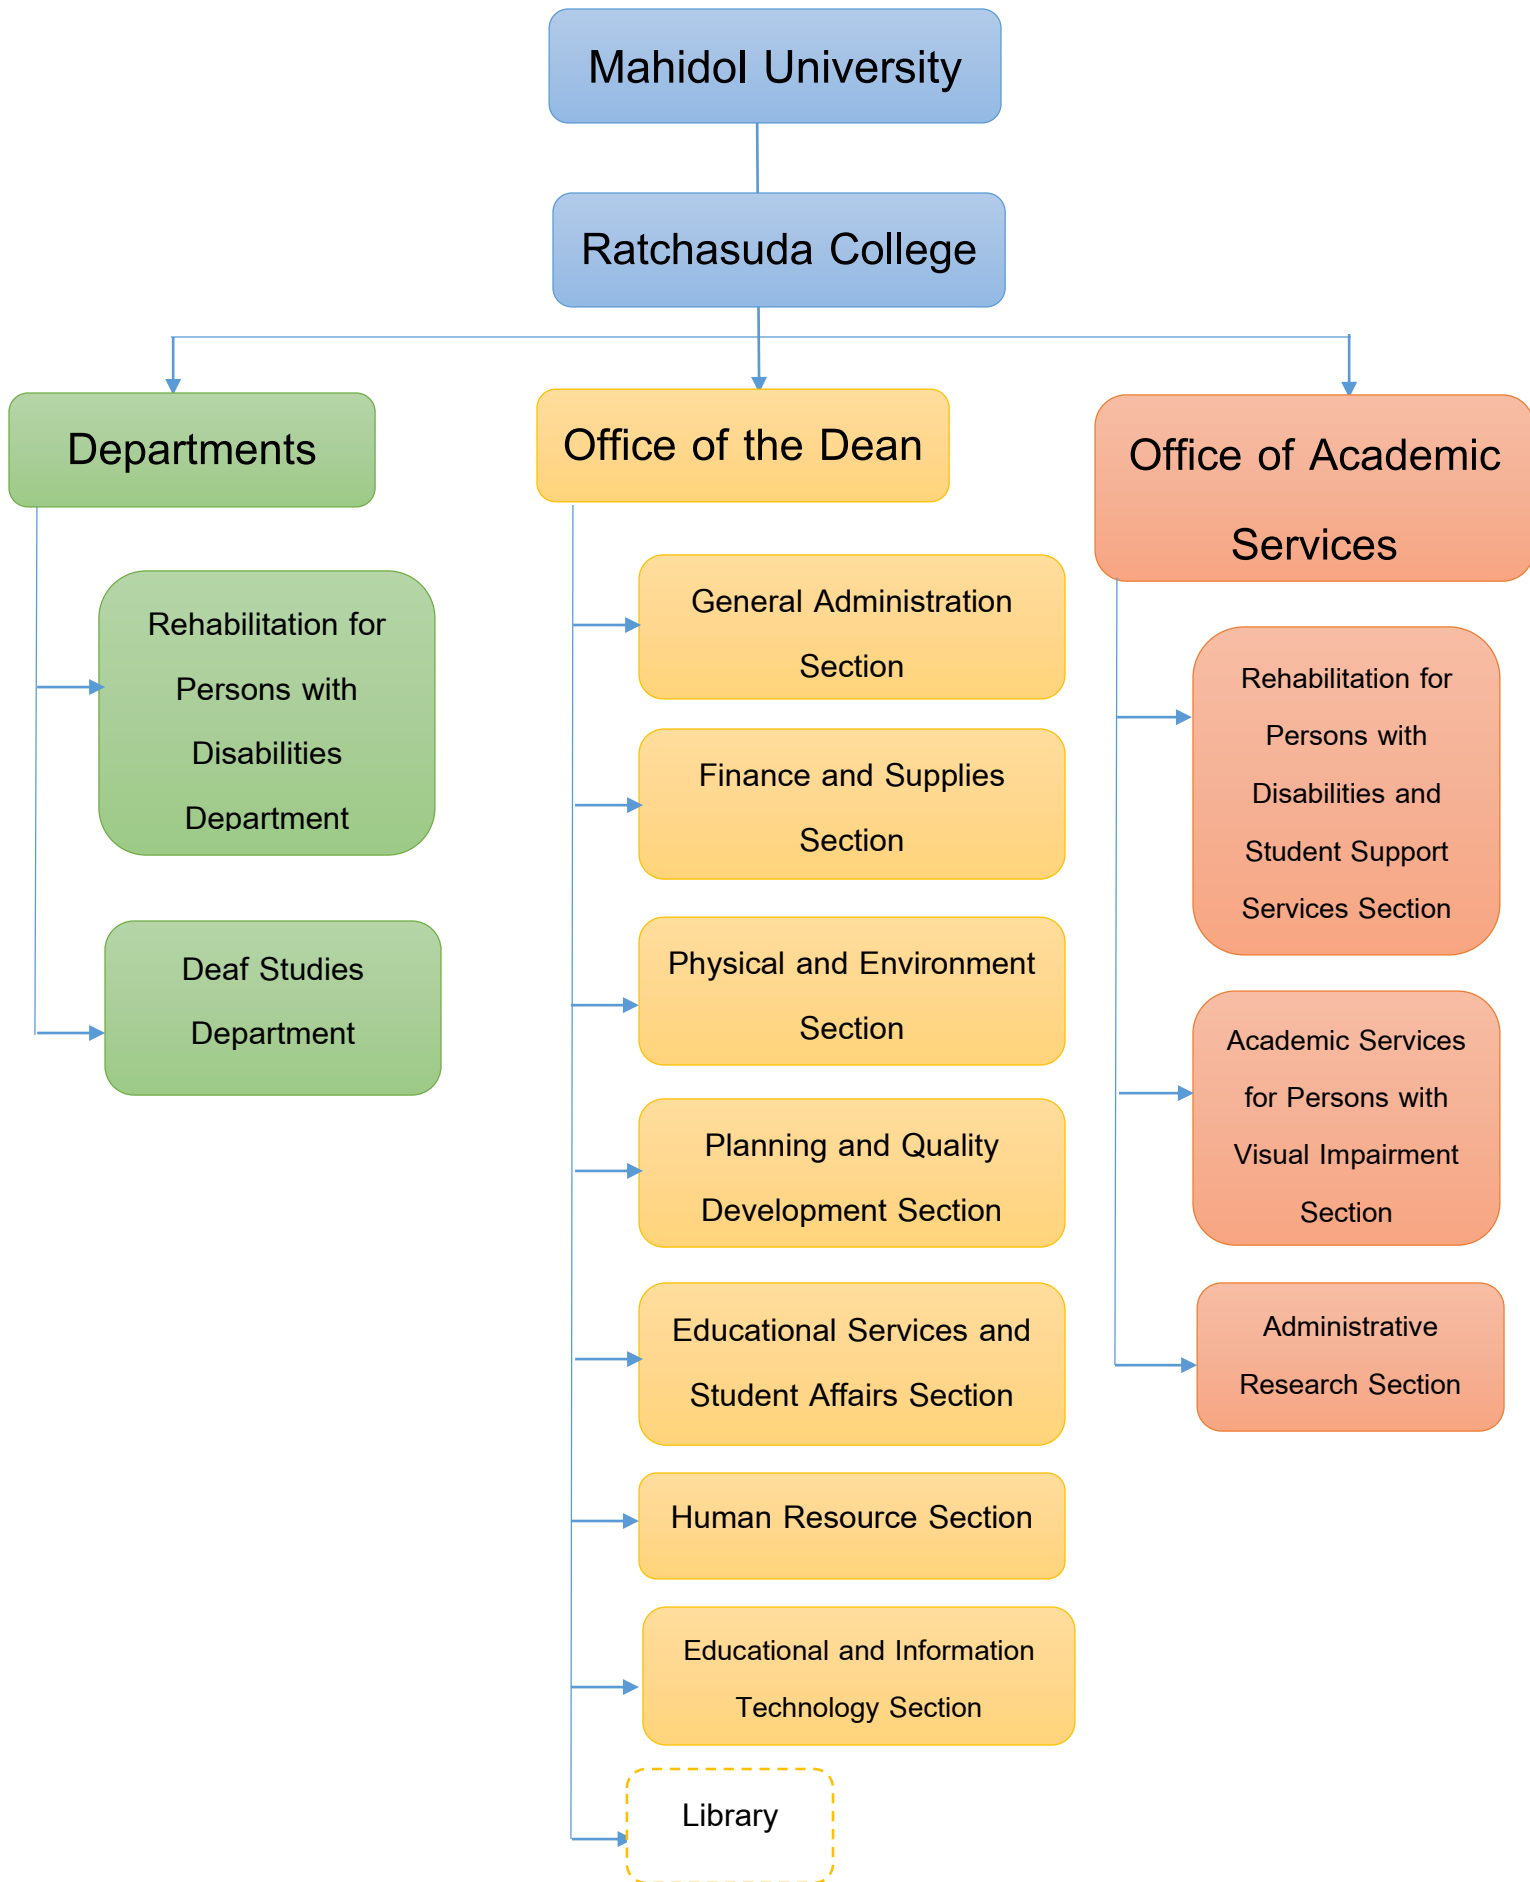 Mahidol University
Ratchasuda College
Departments
Rehabilitation for
Persons with
Disabilities
Department
Deaf Studies
Department
Office of the Dean
General Administration
Section
Finance and Supplies
Section
Physical and Environment
Section
Planning and Quality
Development Section
Educational Services and
Student Affairs Section
Human Resource Section
Educational and Information
Technology Section
Library
Office of Academic
Services
Rehabilitation for
Persons with
Disabilities and
Student Support
Services Section
Academic Services
for Persons with
Visual Impairment
Section
Administrative
Research Section